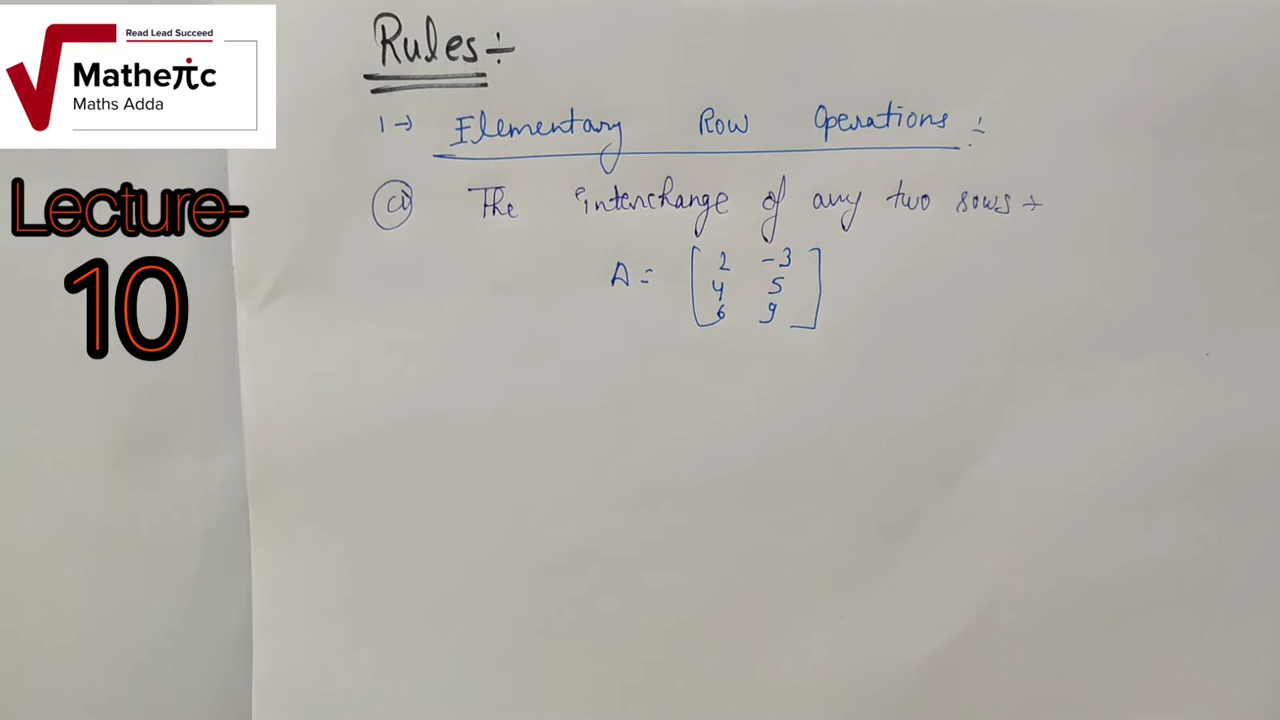 Read Lead Succeed
Matheπc
Maths Adda
Lecture-
10
Rules÷
1→ Elementary Row Operations ÷
(a) The interchange of any two rows ÷
A = [ 2 -3
4 5
6 9 ]